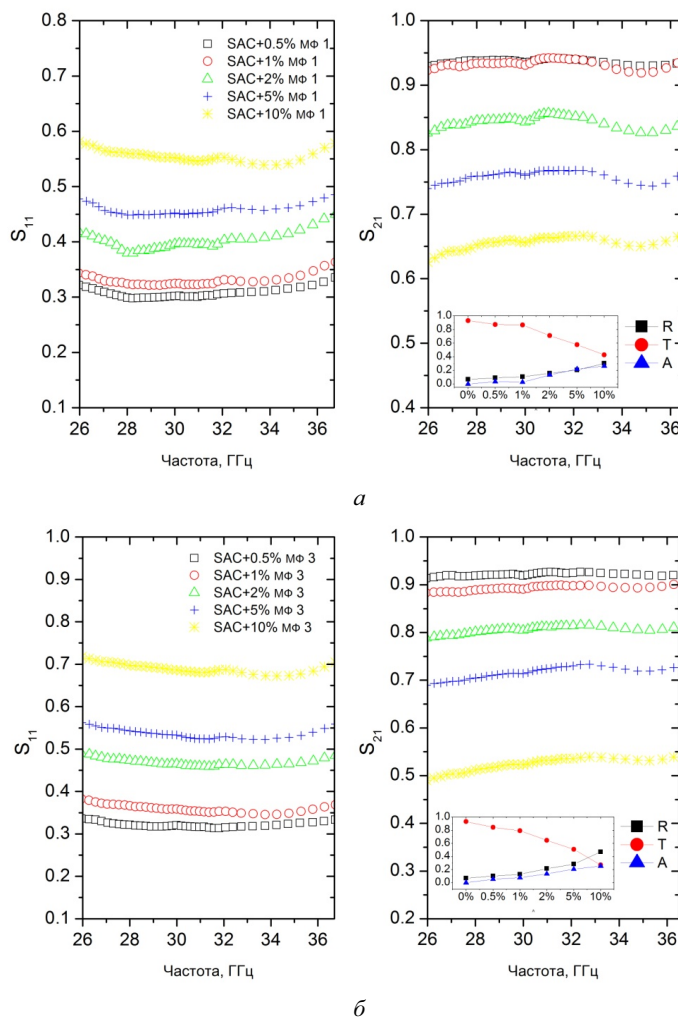 0.8
0.7
0.6
0.5
0.4
0.3
0.2
0.1
S11
SAC+0.5% МФ 1
SAC+1% МФ 1
SAC+2% МФ 1
SAC+5% МФ 1
SAC+10% МФ 1
26 28 30 32 34 36
Частота, ГГц
1.0
0.9
0.8
0.7
0.6
0.5
0.4
S21
1.0
0.8
0.6
0.4
0.2
0.0
0% 0.5% 1% 2% 5% 10%
R
T
A
26 28 30 32 34 36
Частота, ГГц
а
1.0
0.9
0.8
0.7
0.6
0.5
0.4
0.3
0.2
0.1
S11
SAC+0.5% МФ 3
SAC+1% МФ 3
SAC+2% МФ 3
SAC+5% МФ 3
SAC+10% МФ 3
26 28 30 32 34 36
Частота, ГГц
1.0
0.9
0.8
0.7
0.6
0.5
0.4
0.3
0.2
S21
1.0
0.8
0.6
0.4
0.2
0.0
0% 0.5% 1% 2% 5% 10%
R
T
A
26 28 30 32 34 36
Частота, ГГц
б